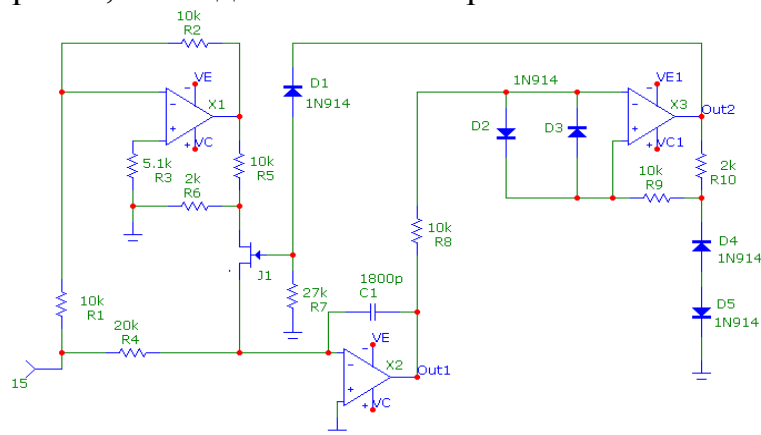 10k
R2
VE
X1
VC
5.1k
R3
2k
R6
10k
R5
D1
1N914
1N914
D2
D3
VE1
X3
Out2
VC1
10k
R9
2k
R10
D4
1N914
D5
1N914
10k
R8
J1
27k
R7
1800p
C1
10k
R1
20k
R4
15
VE
X2
Out1
VC